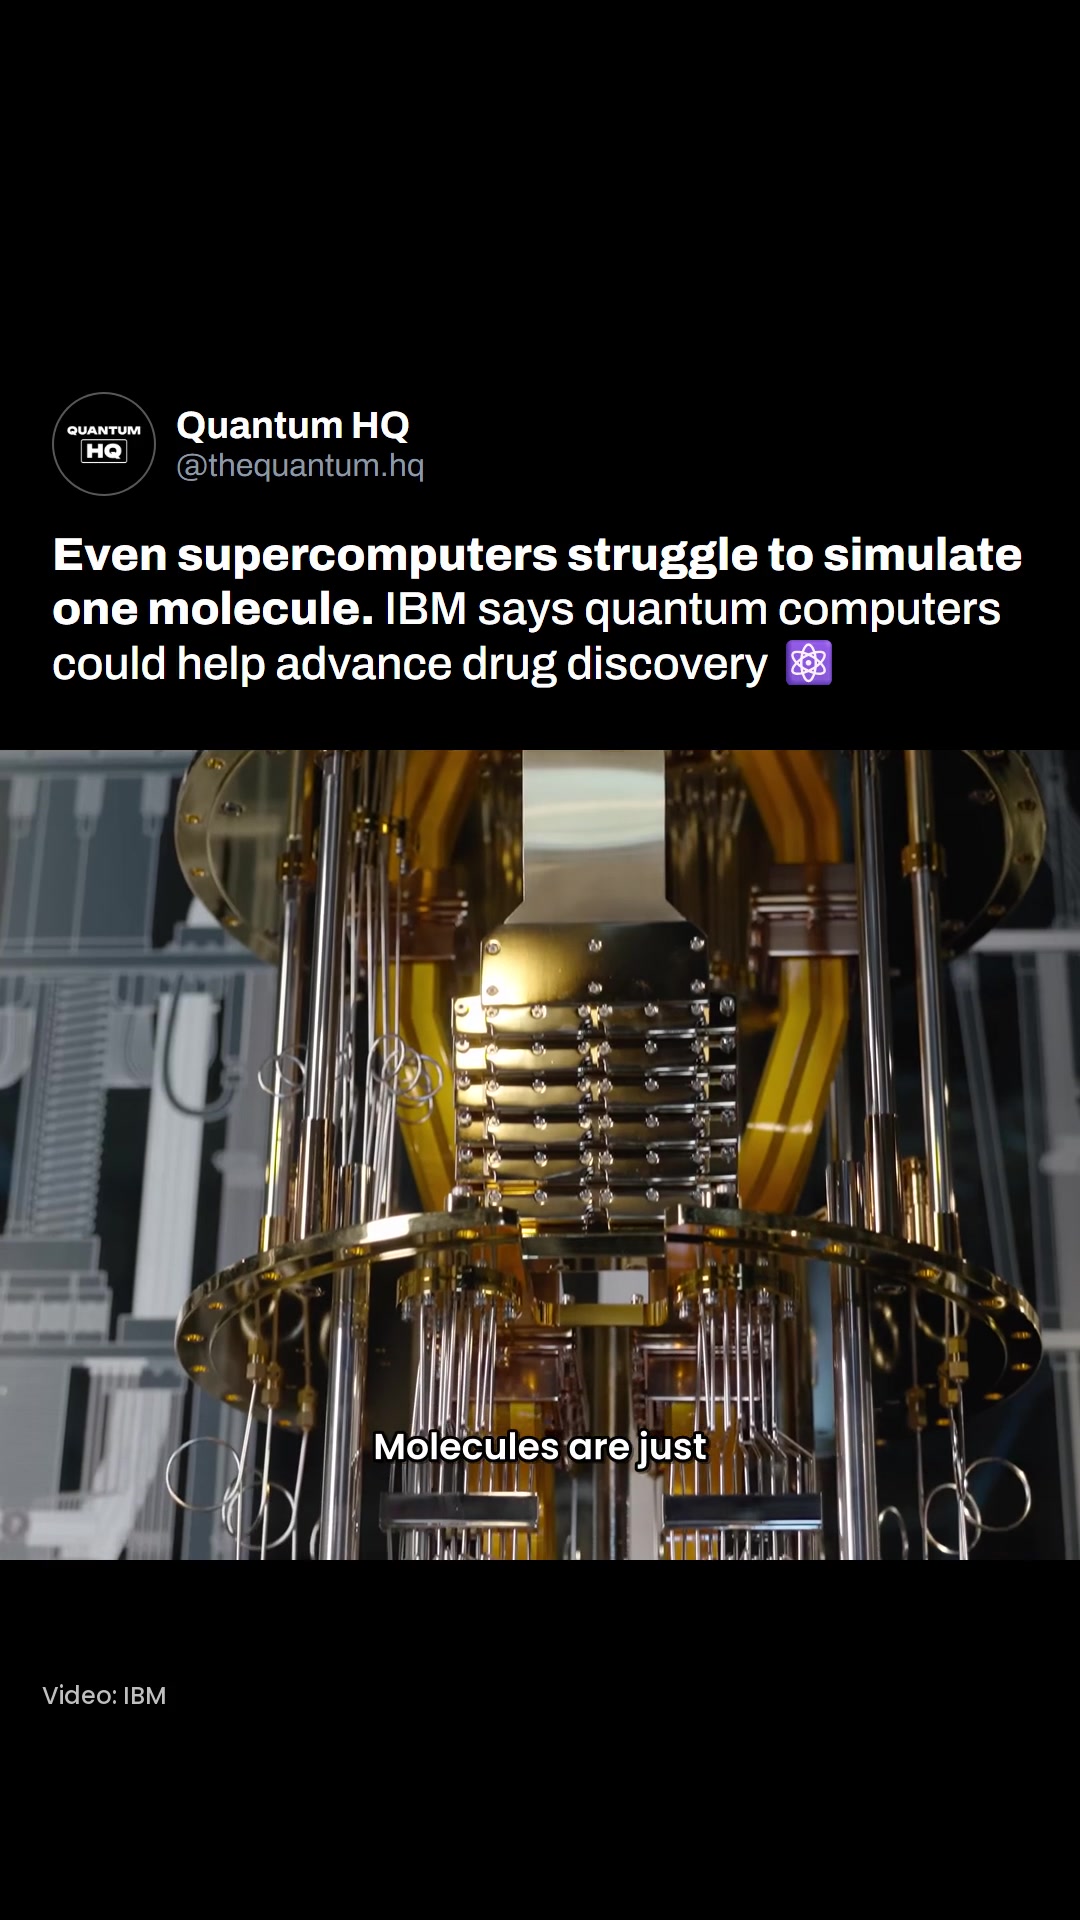 QUANTUM
HQ
Quantum HQ
@thequantum.hq
Even supercomputers struggle to simulate
one molecule. IBM says quantum computers
could help advance drug discovery ⚛️
Molecules are just
Video: IBM